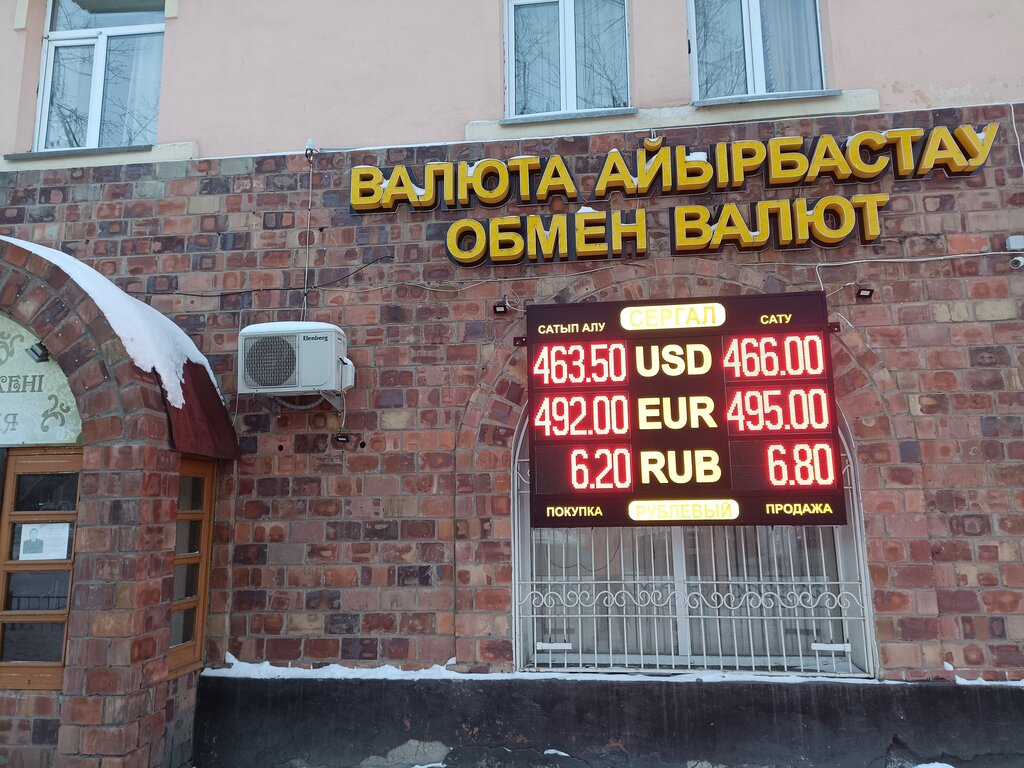 ВАЛЮТА АЙЫРБАСТАУ
ОБМЕН ВАЛЮТ
САТЫП АЛУ СЕРГАЛ САТУ
463.50 USD 466.00
492.00 EUR 495.00
6.20 RUB 6.80
ПОКУПКА РУБЛЕВЫЙ ПРОДАЖА
Elenberg